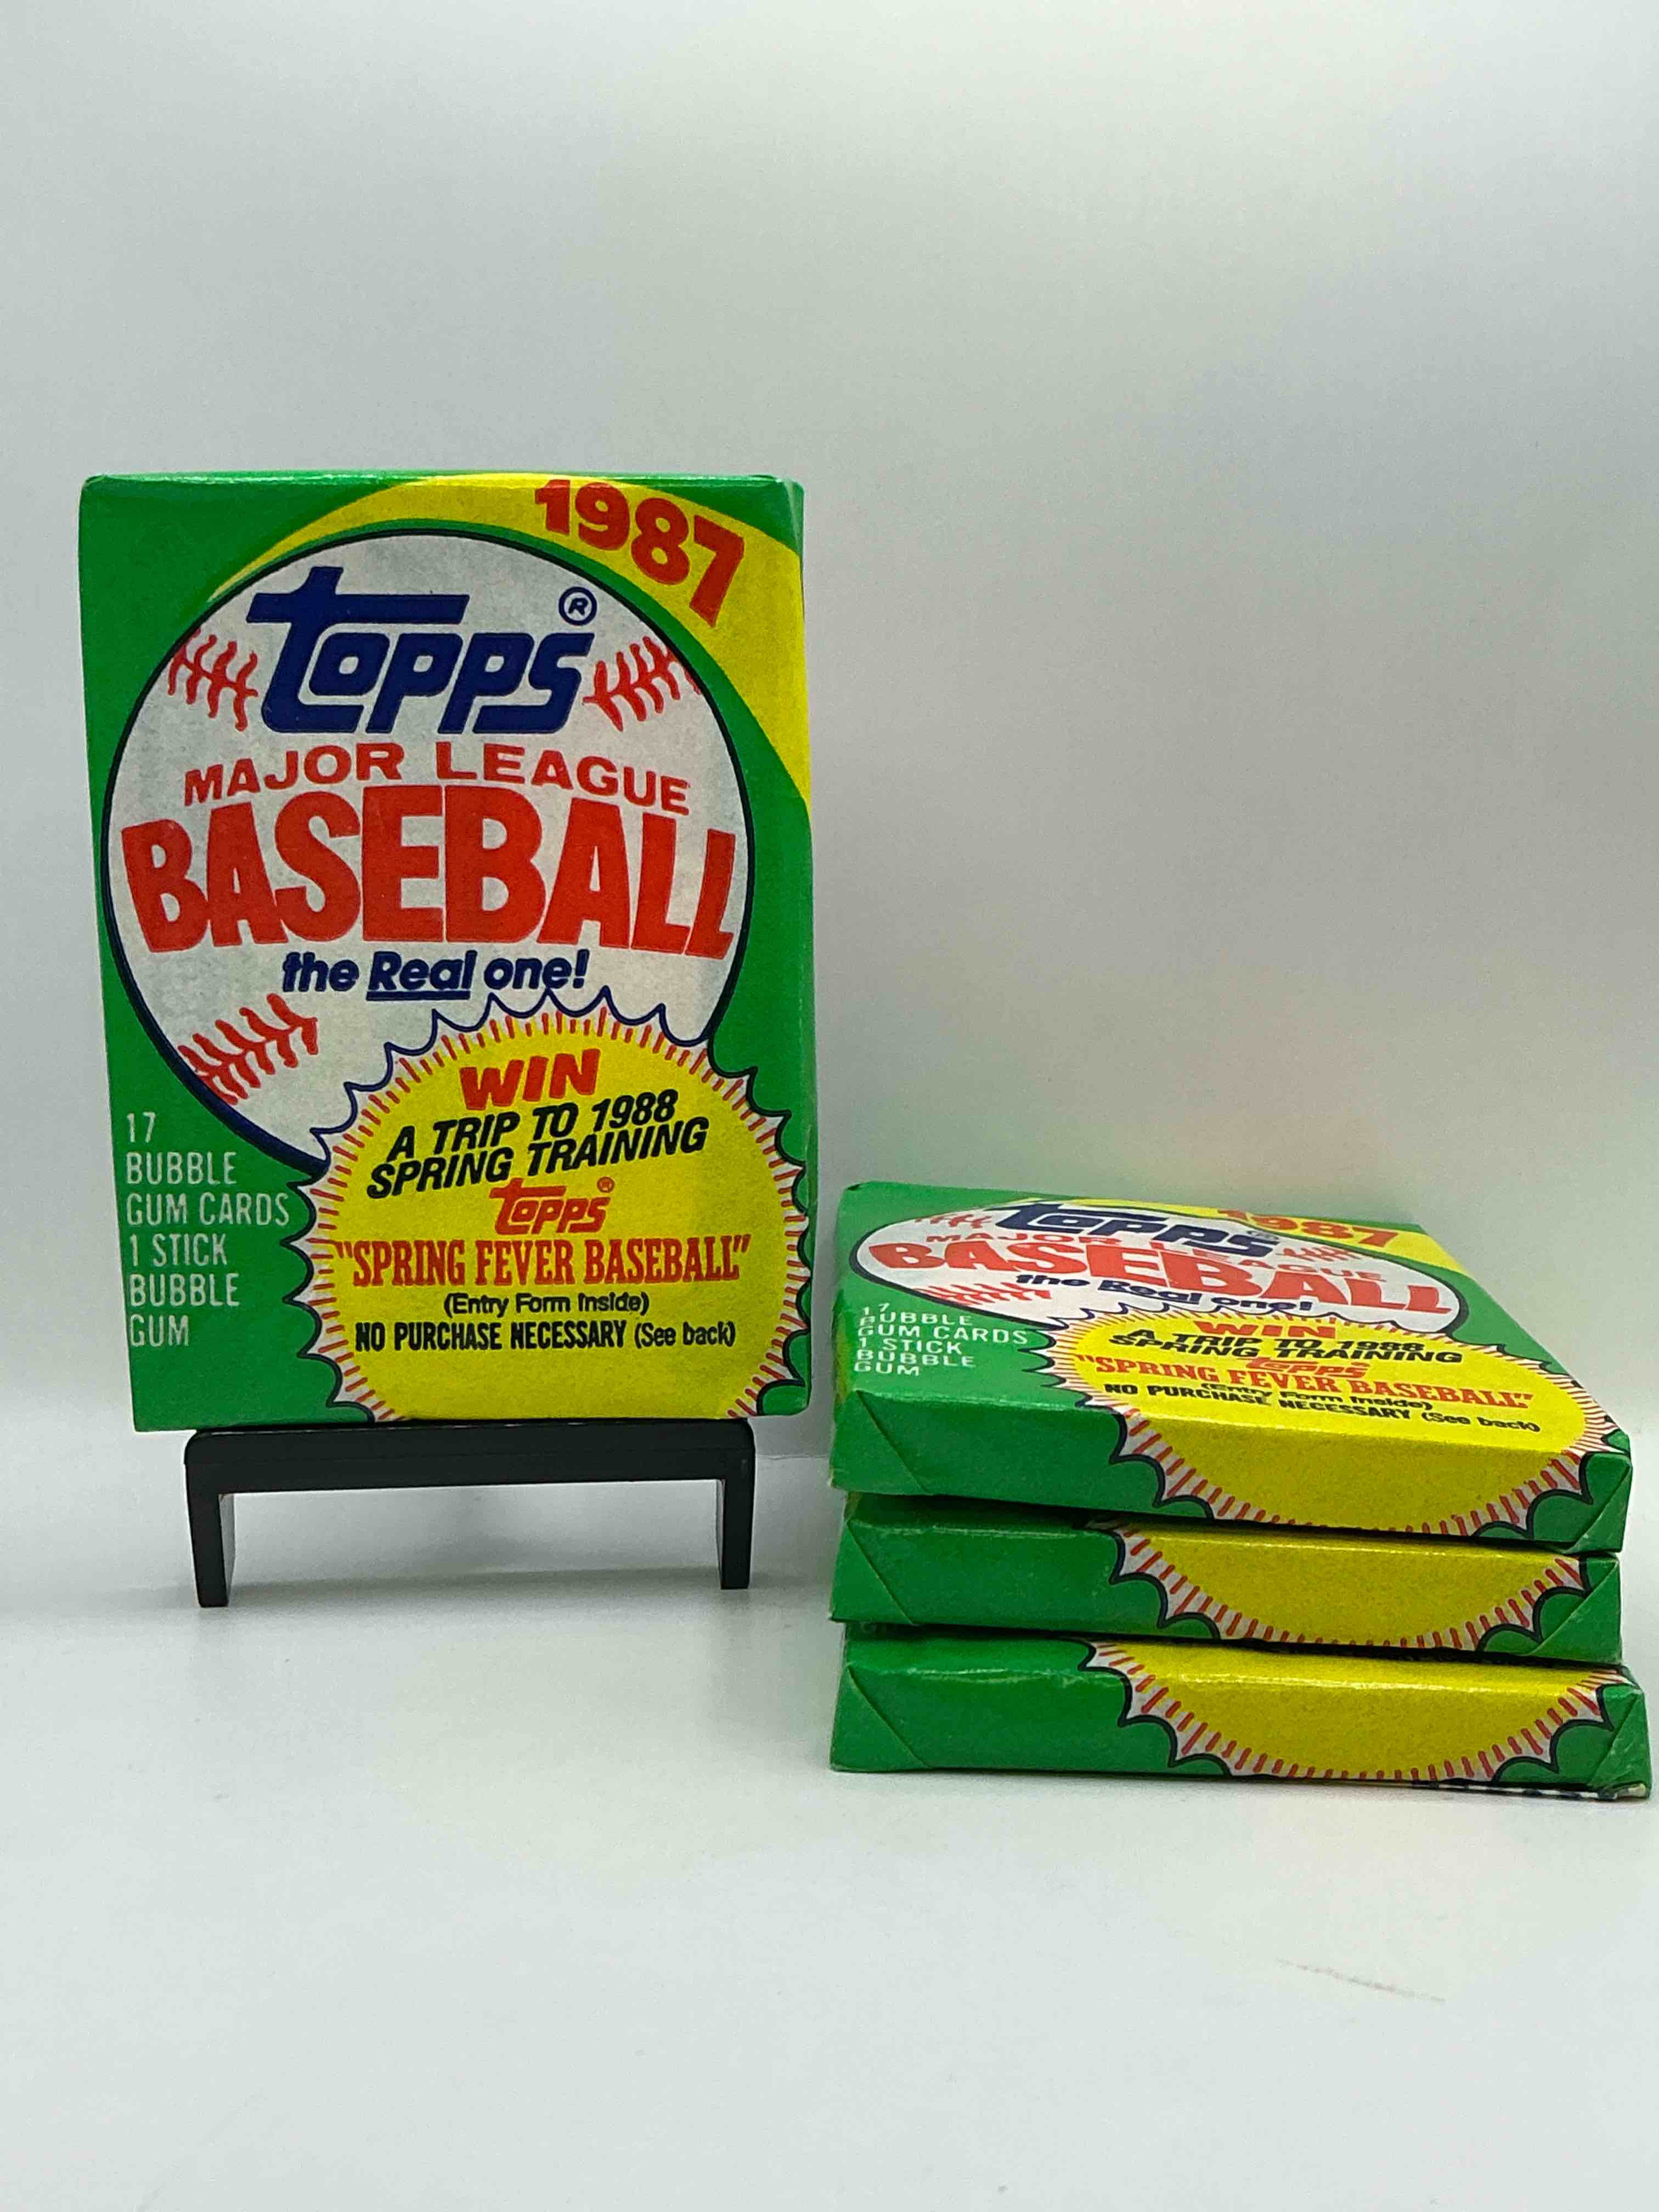 1987
Topps®
MAJOR LEAGUE
BASEBALL
the Real one!
WIN
A TRIP TO 1988
SPRING TRAINING
Topps®
"SPRING FEVER BASEBALL"
(Entry Form Inside)
NO PURCHASE NECESSARY (See back)
17
BUBBLE
GUM CARDS
1 STICK
BUBBLE
GUM
1987
Topps®
MAJOR LEAGUE
BASEBALL
the Real one!
17
BUBBLE
GUM CARDS
1 STICK
BUBBLE
GUM
WIN
A TRIP TO 1988
SPRING TRAINING
Topps
"SPRING FEVER BASEBALL"
(Entry Form Inside)
NO PURCHASE NECESSARY (See back)